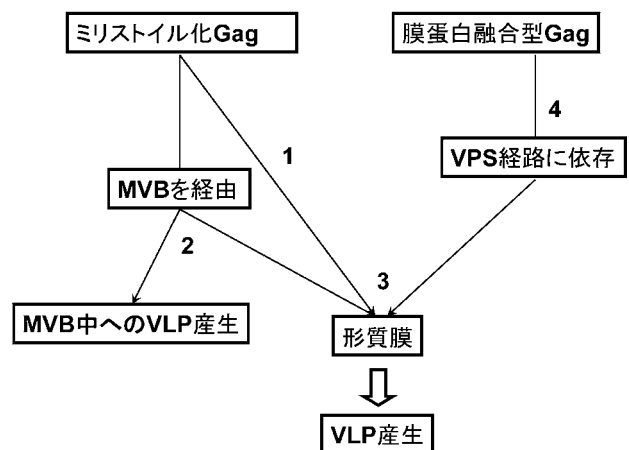 ミリストイル化Gag
膜蛋白融合型Gag
4
1
VPS経路に依存
MVBを経由
2
3
MVB中へのVLP産生
形質膜
VLP産生